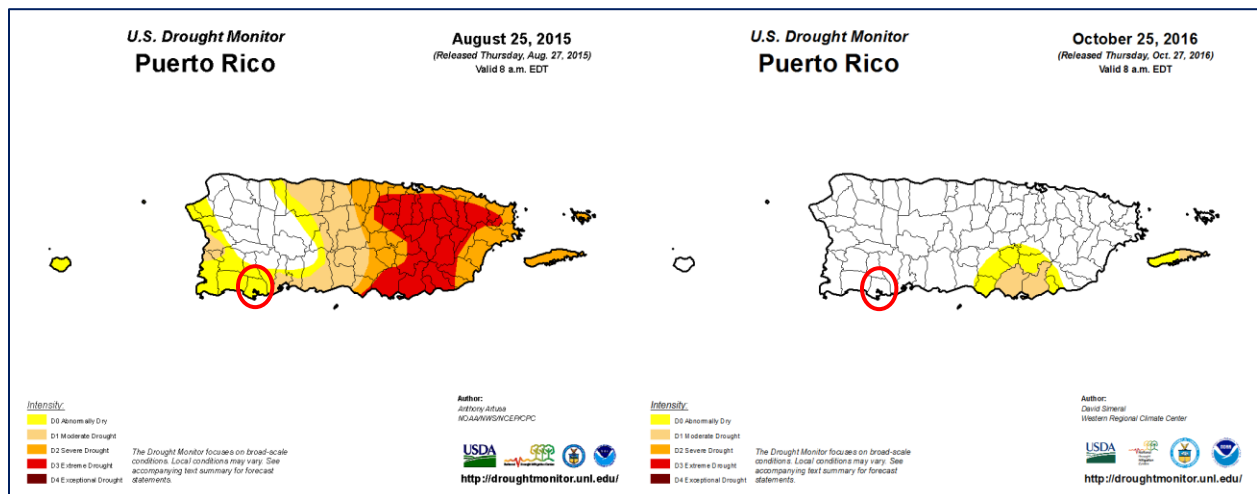 U.S. Drought Monitor
Puerto Rico
August 25, 2015
(Released Thursday, Aug. 27, 2015)
Valid 8 a.m. EDT
Intensity:
D0 Abnormally Dry
D1 Moderate Drought
D2 Severe Drought
D3 Extreme Drought
D4 Exceptional Drought
The Drought Monitor focuses on broad-scale
conditions. Local conditions may vary. See
accompanying text summary for forecast
statements.
Author:
Anthony Artusa
NOAA/NWS/NCEP/CPC
USDA
http://droughtmonitor.unl.edu/
U.S. Drought Monitor
Puerto Rico
October 25, 2016
(Released Thursday, Oct. 27, 2016)
Valid 8 a.m. EDT
Intensity:
D0 Abnormally Dry
D1 Moderate Drought
D2 Severe Drought
D3 Extreme Drought
D4 Exceptional Drought
The Drought Monitor focuses on broad-scale
conditions. Local conditions may vary. See
accompanying text summary for forecast
statements.
Author:
David Simeral
Western Regional Climate Center
USDA
http://droughtmonitor.unl.edu/